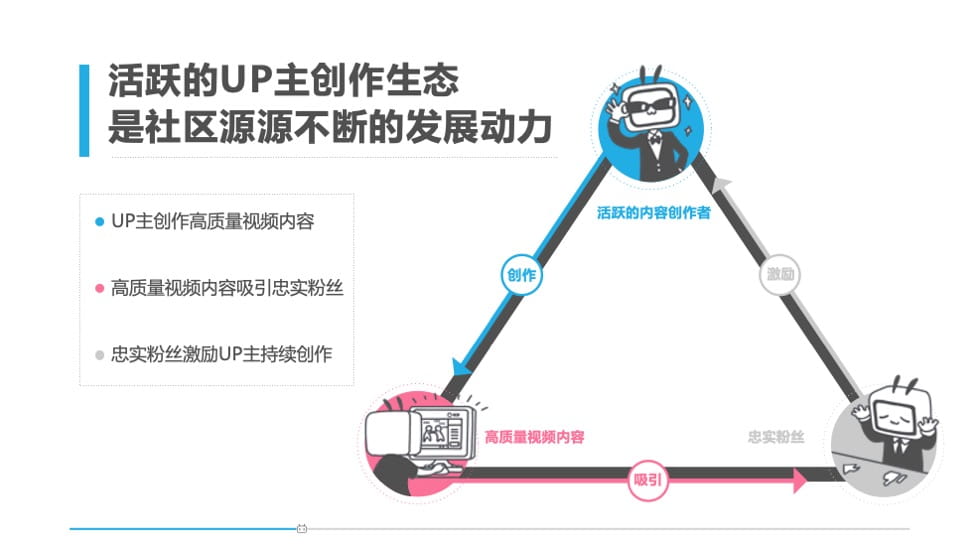 活跃的UP主创作生态
是社区源源不断的发展动力
UP主创作高质量视频内容
高质量视频内容吸引忠实粉丝
忠实粉丝激励UP主持续创作
活跃的内容创作者
创作
激励
高质量视频内容
忠实粉丝
吸引